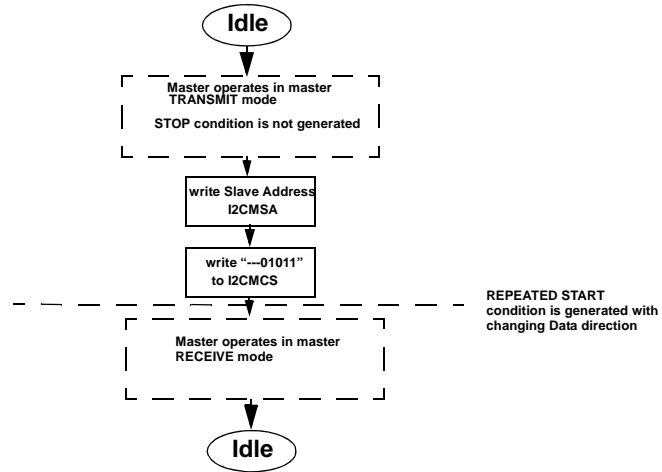 Idle
Master operates in master
TRANSMIT mode
STOP condition is not generated
write Slave Address
I2CMSA
write “---01011”
to I2CMCS
REPEATED START
condition is generated with
changing Data direction
Master operates in master
RECEIVE mode
Idle